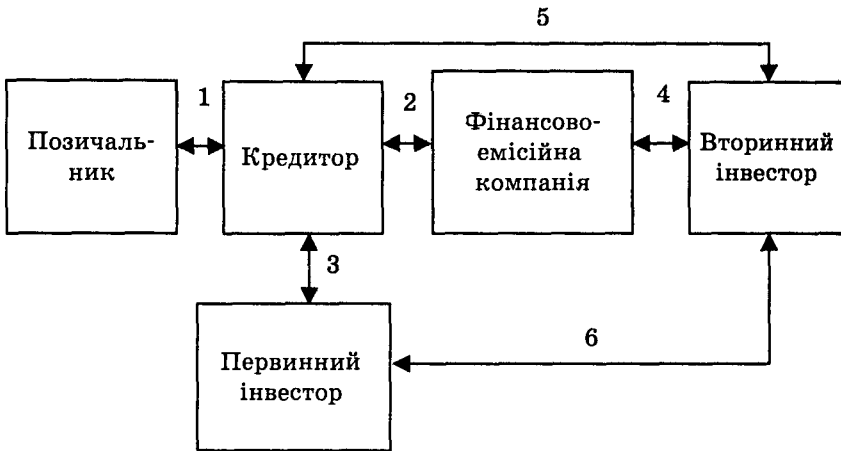 5
1
2
4
Позичаль-
ник
Кредитор
Фінансово-
емісійна
компанія
Вторинний
інвестор
3
Первинний
інвестор
6